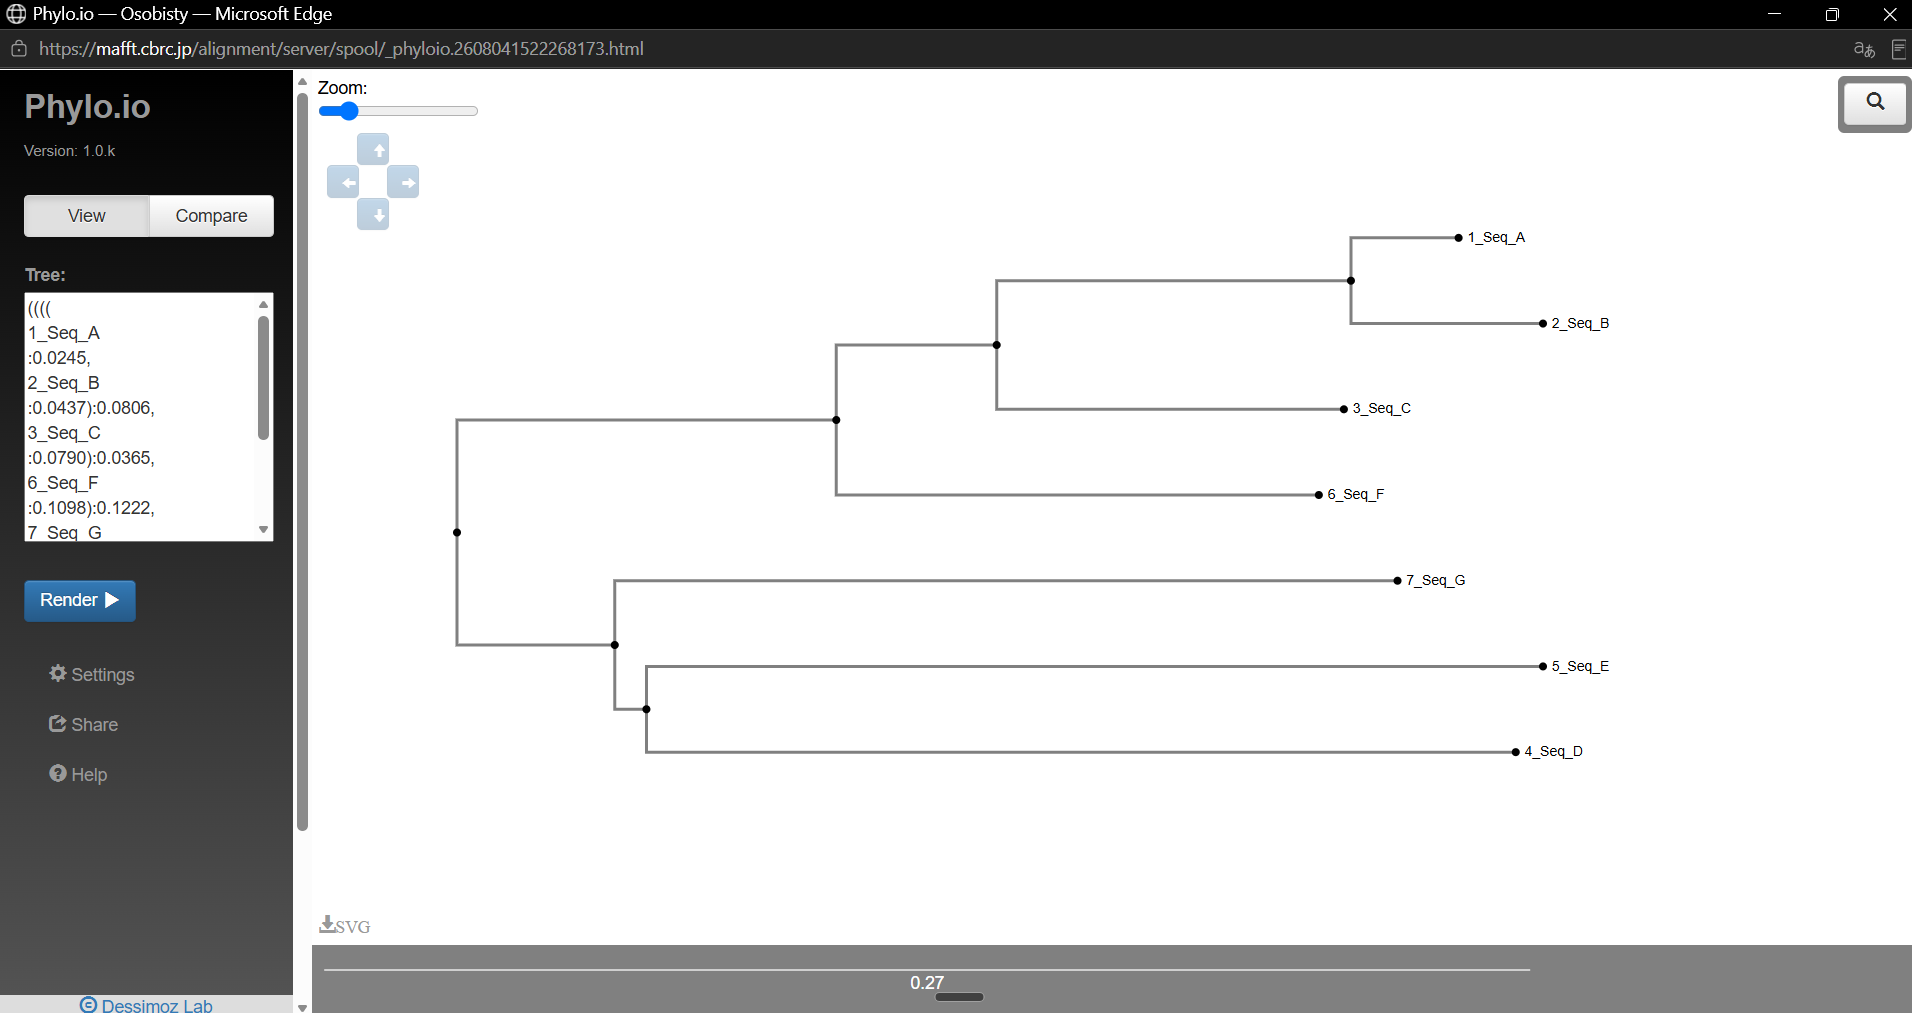 Phylo.io — Osobisty — Microsoft Edge
https://mafft.cbrc.jp/alignment/server/spool/_phyloio.2608041522268173.html
Phylo.io
Version: 1.0.k
View
Compare
Tree:
((((
1_Seq_A
:0.0245,
2_Seq_B
:0.0437):0.0806,
3_Seq_C
:0.0790):0.0365,
6_Seq_F
:0.1098):0.1222,
7_Seq_G
Render
Settings
Share
Help
© Dessimoz Lab
Zoom:
1_Seq_A
2_Seq_B
3_Seq_C
6_Seq_F
7_Seq_G
5_Seq_E
4_Seq_D
SVG
0.27